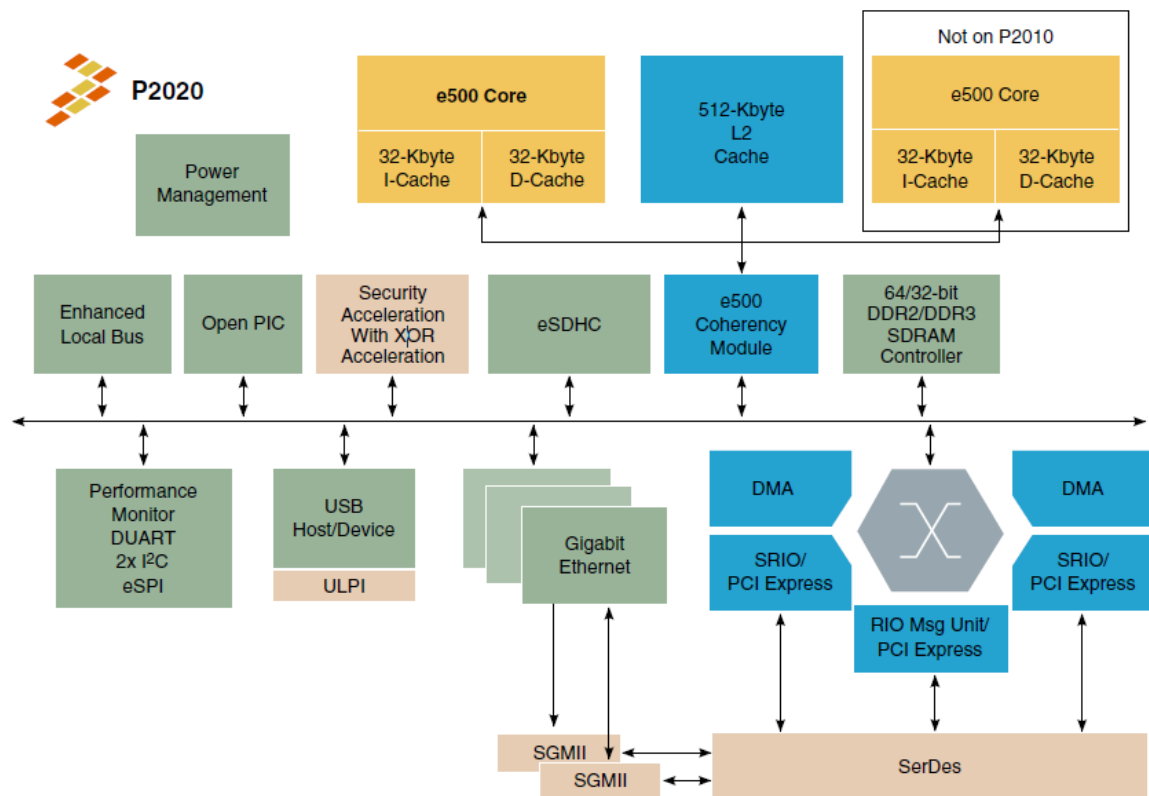 P2020
Power
Management
e500 Core
32-Kbyte
I-Cache
32-Kbyte
D-Cache
512-Kbyte
L2
Cache
Not on P2010
e500 Core
32-Kbyte
I-Cache
32-Kbyte
D-Cache
Enhanced
Local Bus
Open PIC
Security
Acceleration
With XOR
Acceleration
eSDHC
e500
Coherency
Module
64/32-bit
DDR2/DDR3
SDRAM
Controller
Performance
Monitor
DUART
2x I²C
eSPI
USB
Host/Device
ULPI
Gigabit
Ethernet
DMA
SRIO/
PCI Express
RIO Msg Unit/
PCI Express
DMA
SRIO/
PCI Express
SGMII
SGMII
SerDes